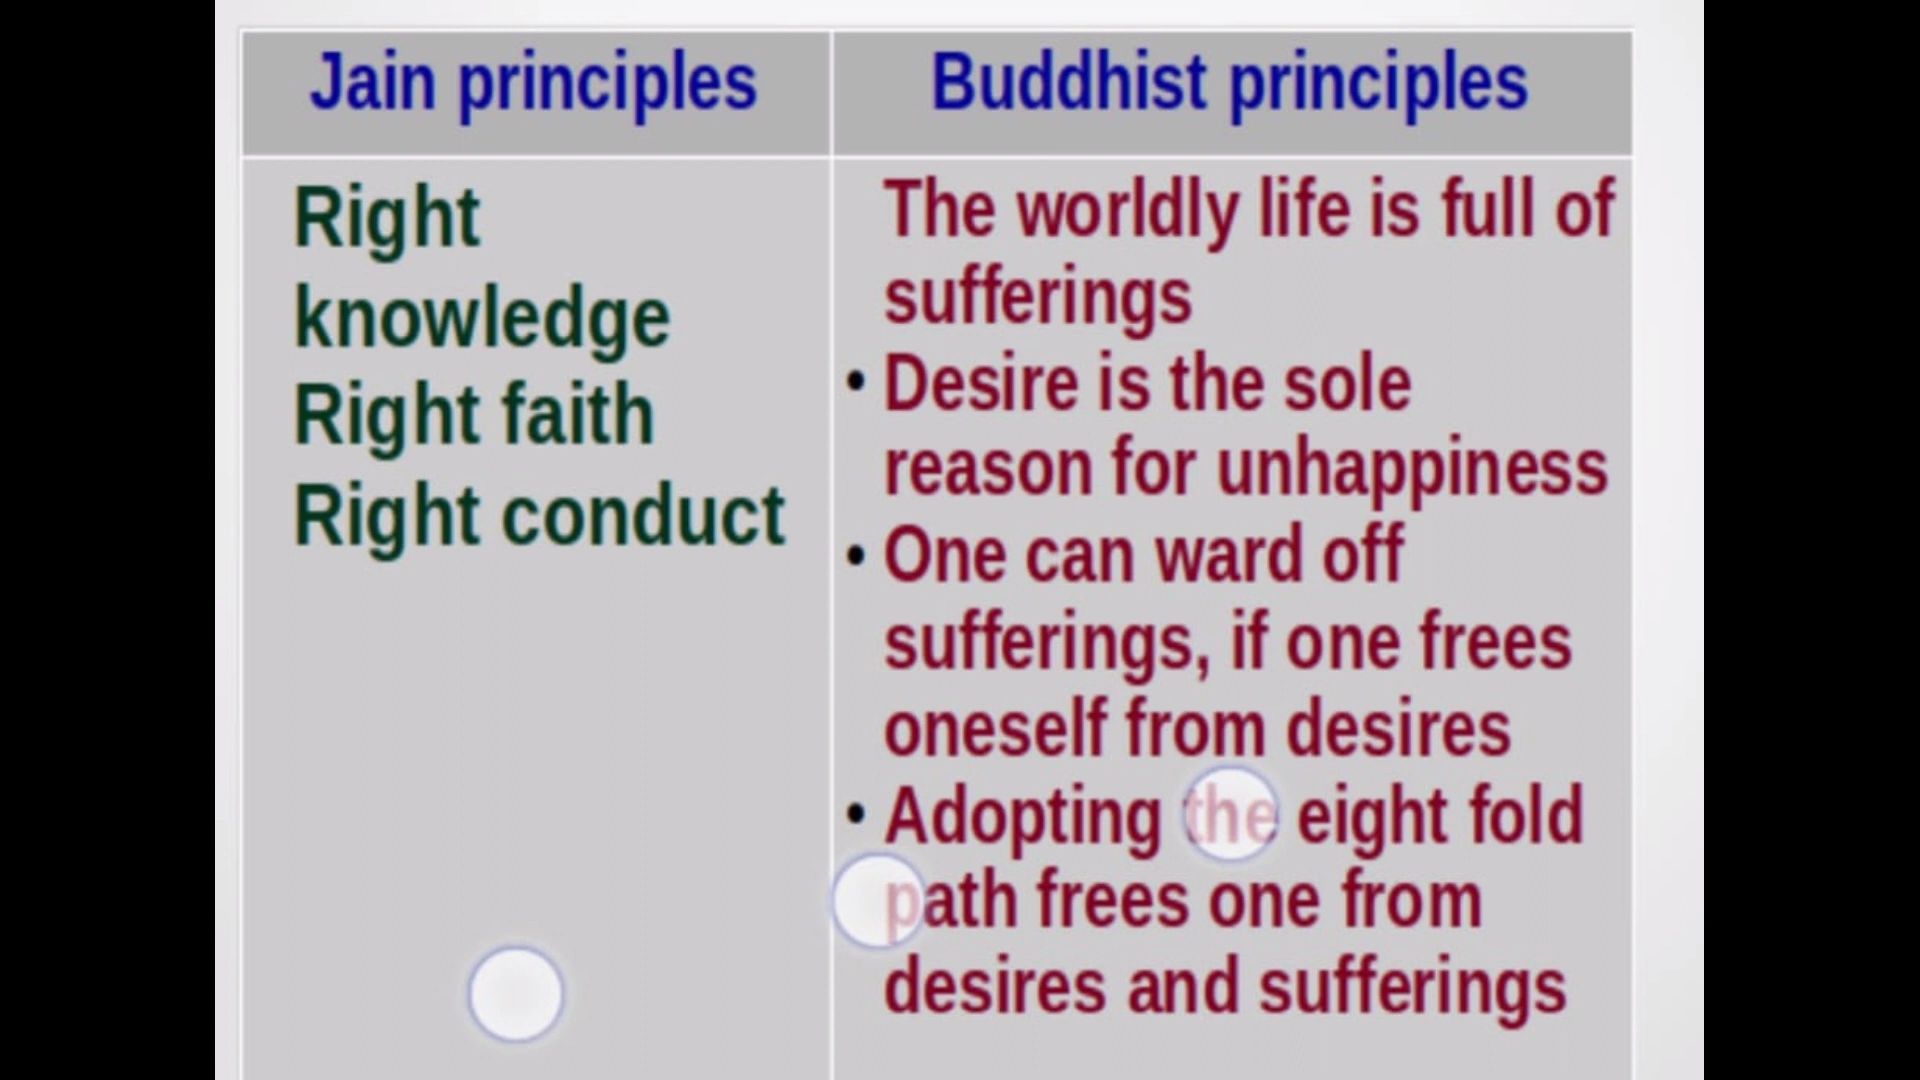 Jain principles
Right
knowledge
Right faith
Right conduct
Buddhist principles
The worldly life is full of
sufferings
• Desire is the sole
reason for unhappiness
• One can ward off
sufferings, if one frees
oneself from desires
• Adopting the eight fold
path frees one from
desires and sufferings